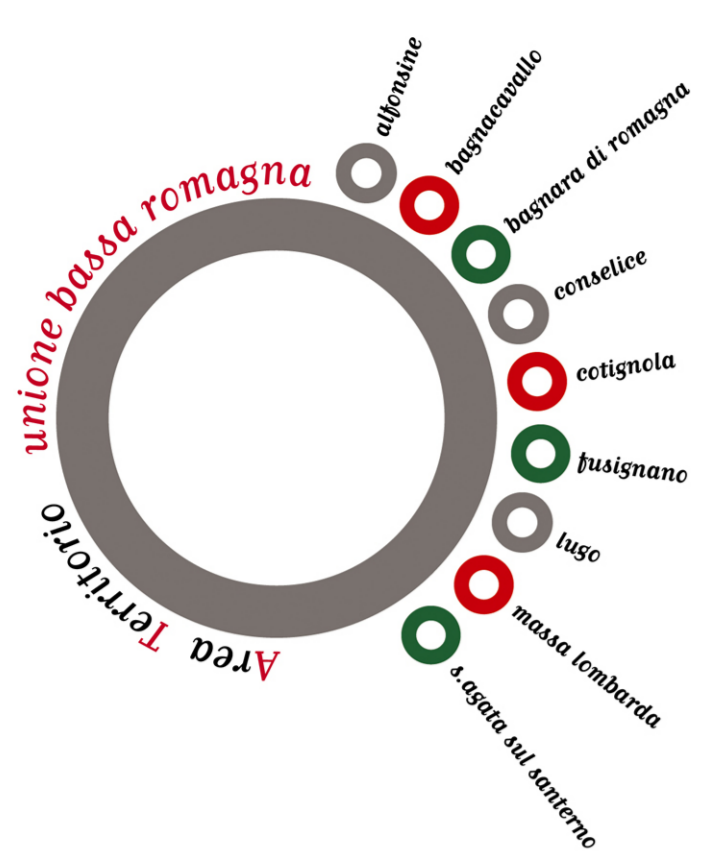 unione bassa romagna
Area Territorio
alfonsine
bagnacavallo
bagnara di romagna
conselice
cotignola
fusignano
lugo
massa lombarda
s.agata sul santerno